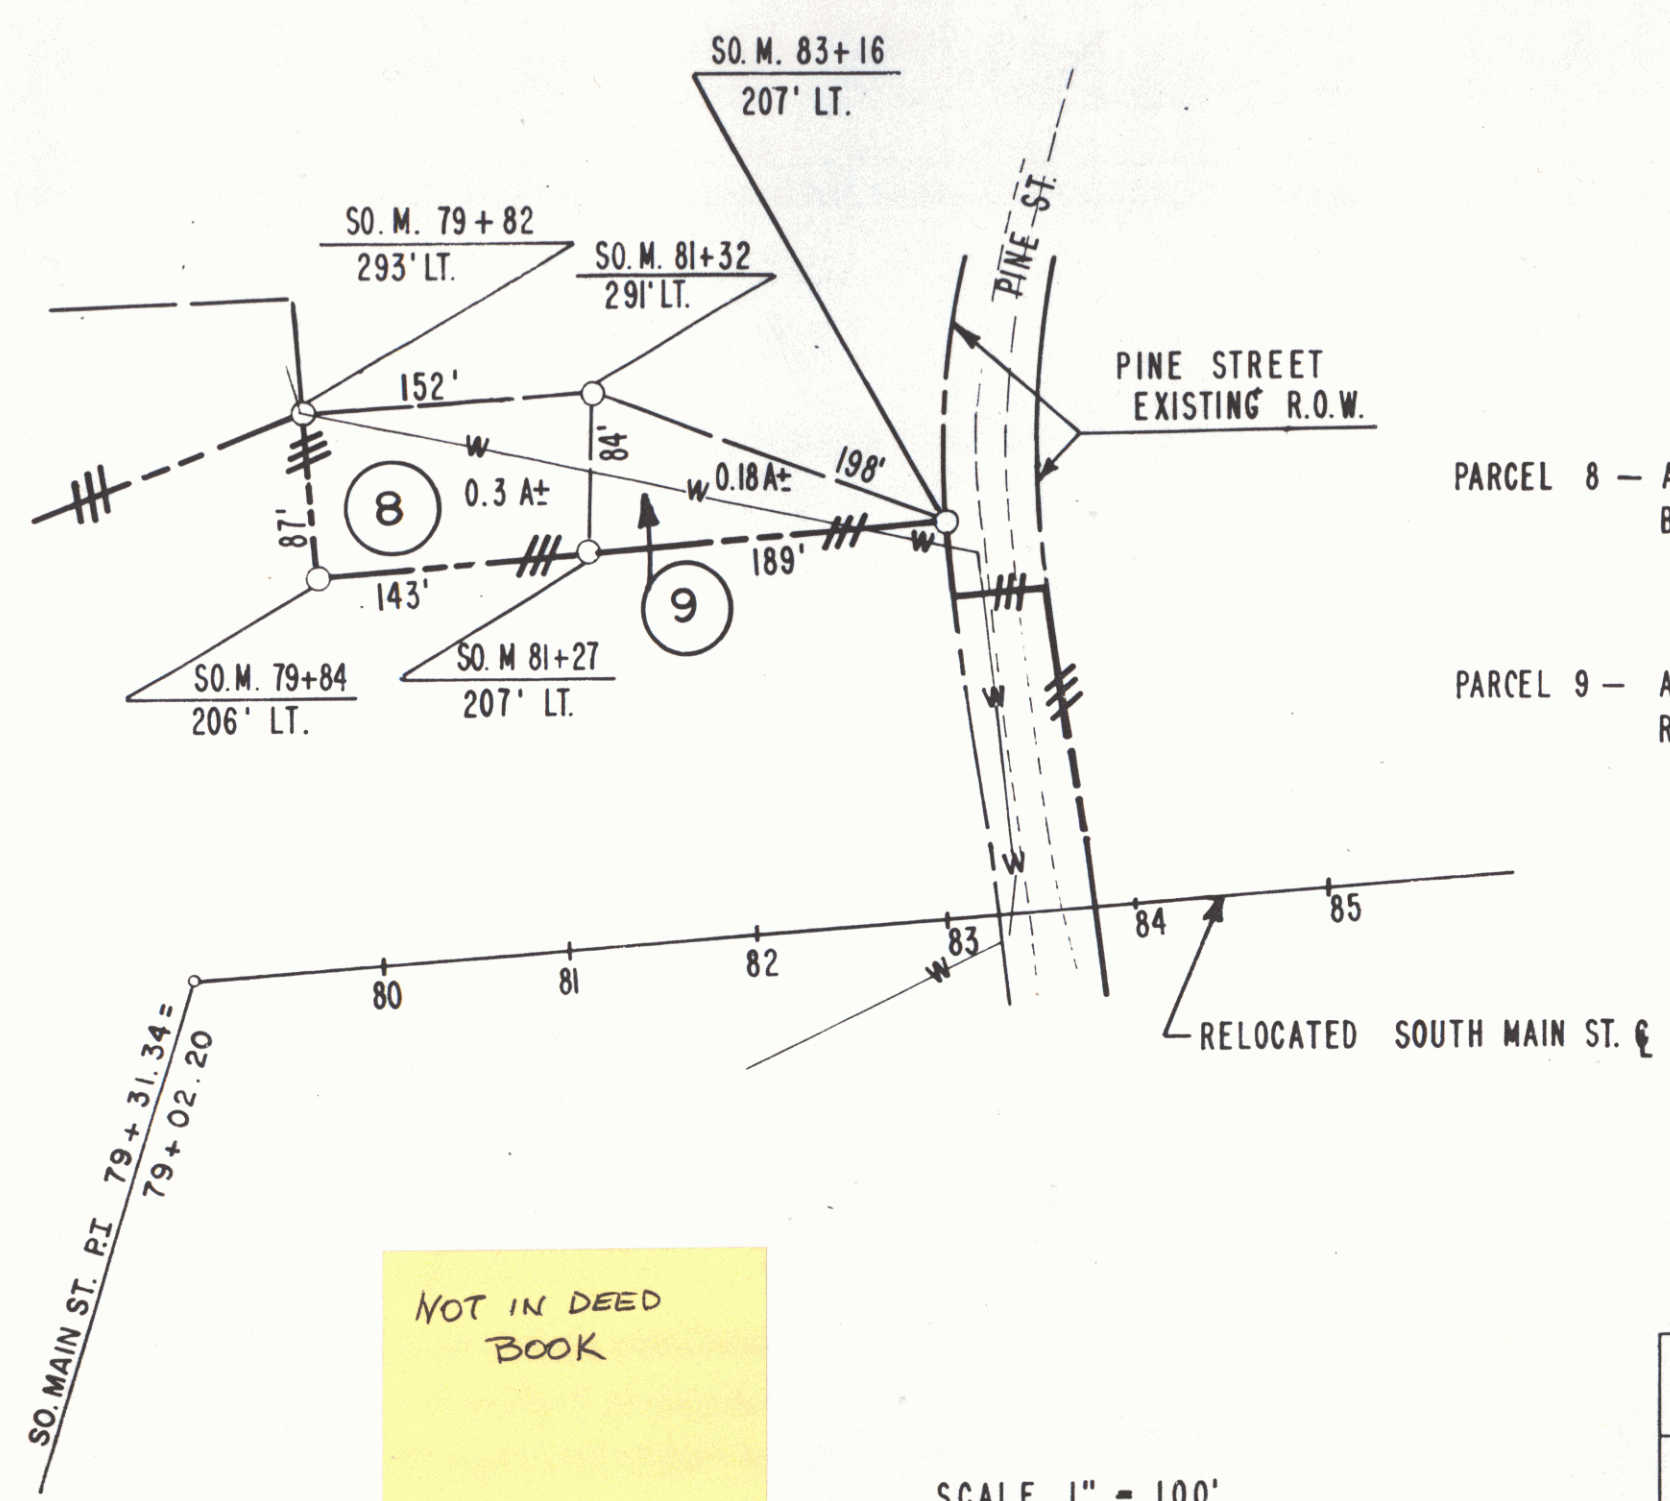 SO. M. 83+16
207' LT.
SO. M. 79+82
293' LT.
SO. M. 81+32
291' LT.
PINE ST.
PINE STREET
EXISTING R.O.W.
152'
84'
198'
W
W
0.18 A±
0.3 A±
8
87'
143'
189'
W
9
PARCEL 8 – A
B
SO. M. 79+84
206' LT.
SO. M 81+27
207' LT.
PARCEL 9 – A
R
W
W
80
81
82
83
84
85
W
RELOCATED SOUTH MAIN ST. ℄
SO. MAIN ST. P.I 79+31.34=
79+02.20
NOT IN DEED
BOOK
SCALE 1" = 100'